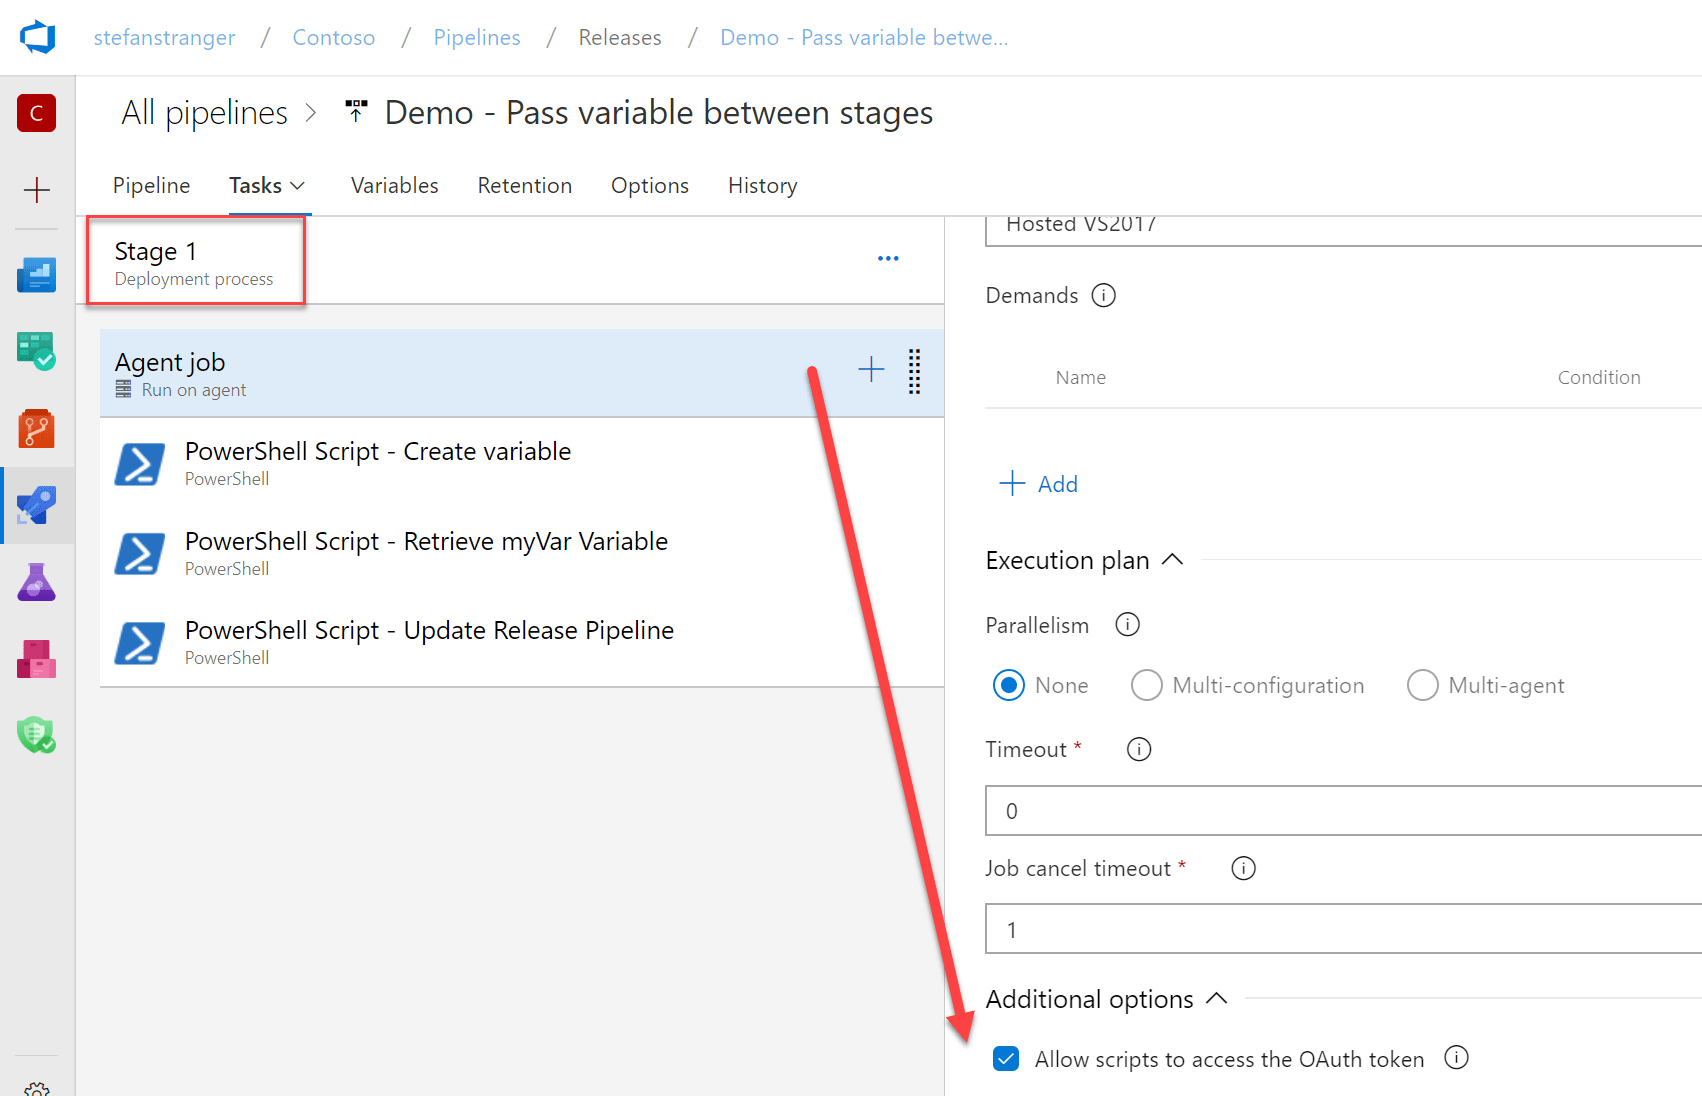 stefanstranger / Contoso / Pipelines / Releases / Demo - Pass variable betwe...
C
All pipelines > Demo - Pass variable between stages
Pipeline Tasks Variables Retention Options History
Stage 1
Deployment process
...
Agent job
Run on agent
PowerShell Script - Create variable
PowerShell
PowerShell Script - Retrieve myVar Variable
PowerShell
PowerShell Script - Update Release Pipeline
PowerShell
Hosted VS2017
Demands
Name Condition
+ Add
Execution plan
Parallelism
None Multi-configuration Multi-agent
Timeout *
0
Job cancel timeout *
1
Additional options
Allow scripts to access the OAuth token